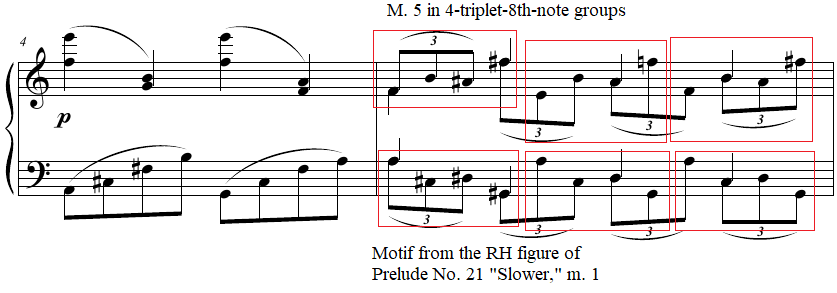 M. 5 in 4-triplet-8th-note groups
4
3
p
3 3 3
3 3 3 3
Motif from the RH figure of
Prelude No. 21 "Slower," m. 1